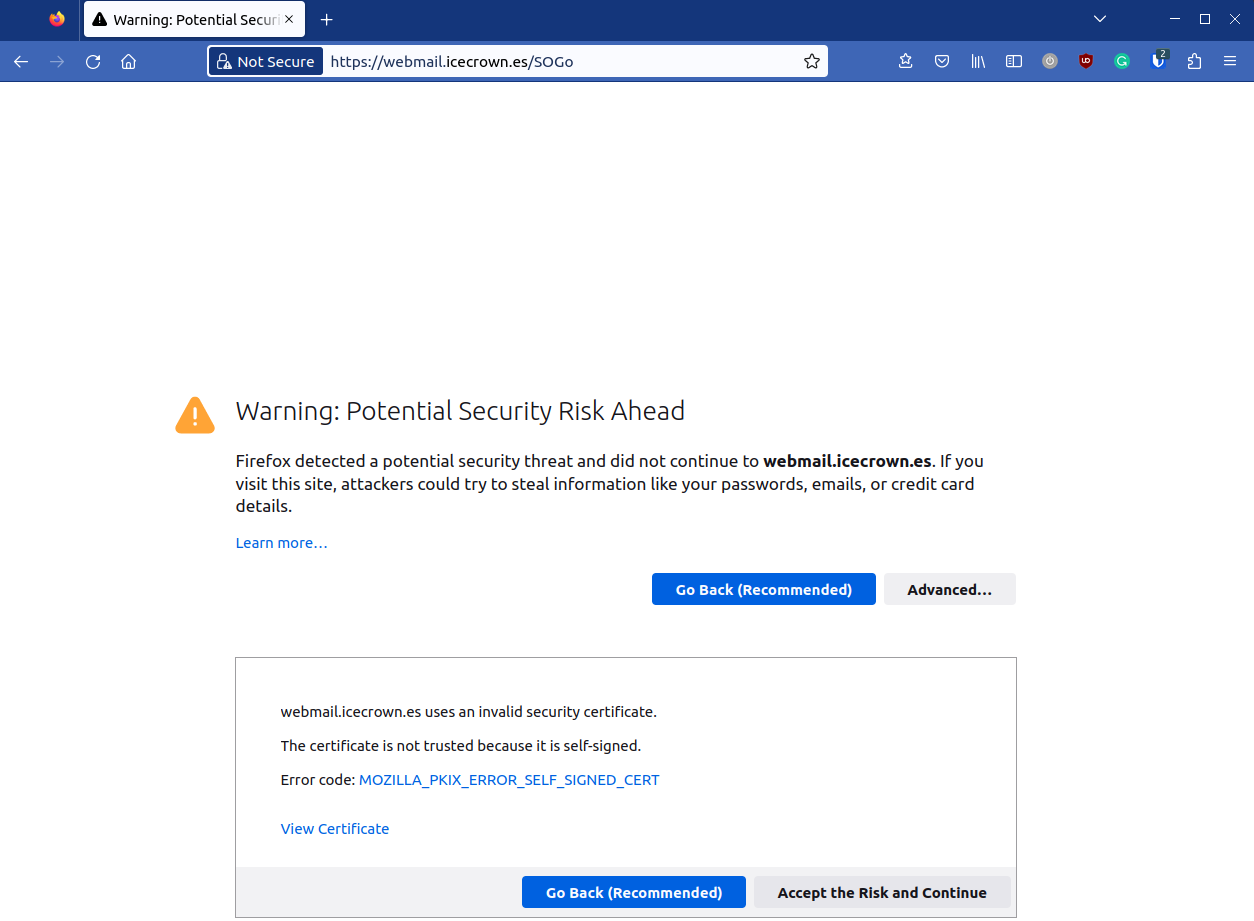 Warning: Potential Securi
Not Secure
https://webmail.icecrown.es/SOGo
2
Warning: Potential Security Risk Ahead
Firefox detected a potential security threat and did not continue to webmail.icecrown.es. If you
visit this site, attackers could try to steal information like your passwords, emails, or credit card
details.
Learn more…
Go Back (Recommended)
Advanced…
webmail.icecrown.es uses an invalid security certificate.
The certificate is not trusted because it is self-signed.
Error code: MOZILLA_PKIX_ERROR_SELF_SIGNED_CERT
View Certificate
Go Back (Recommended)
Accept the Risk and Continue